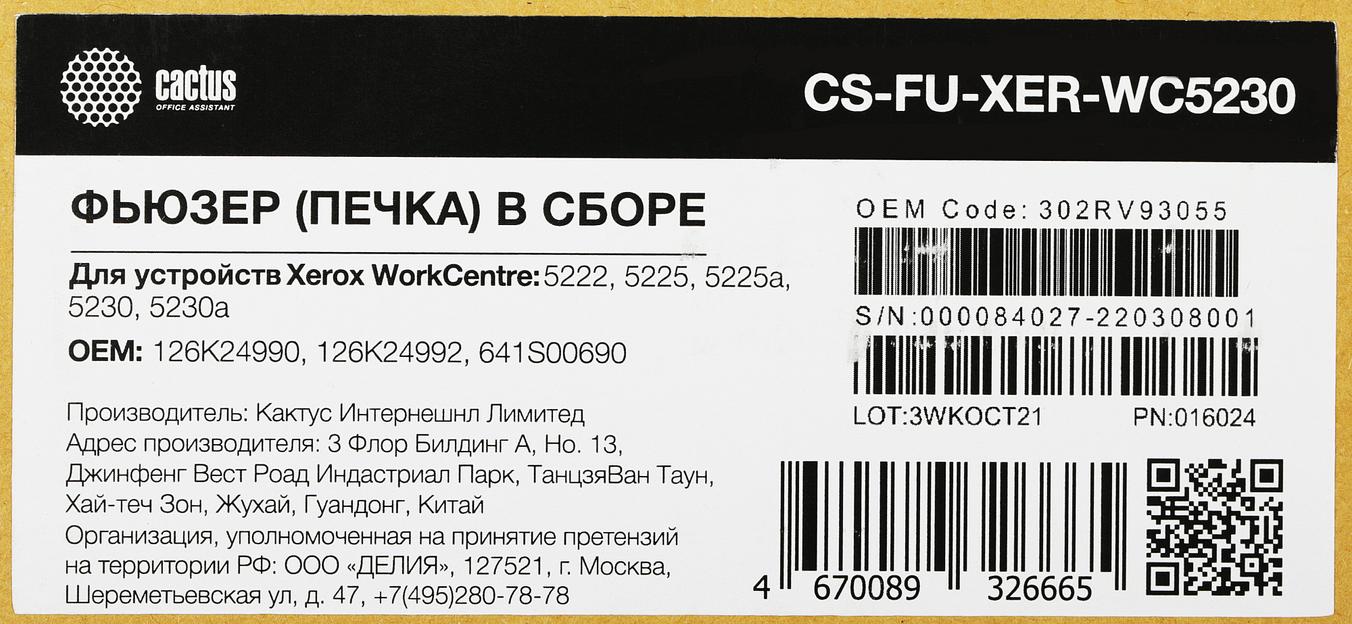 cactus
OFFICE ASSISTANT
CS-FU-XER-WC5230
ФЬЮЗЕР (ПЕЧКА) В СБОРЕ
Для устройств Xerox WorkCentre: 5222, 5225, 5225a,
5230, 5230a
OEM: 126K24990, 126K24992, 641S00690
Производитель: Кактус Интернешнл Лимитед
Адрес производителя: 3 Флор Билдинг А, Но. 13,
Джинфенг Вест Роад Индастриал Парк, ТанцзяВан Таун,
Хай-теч Зон, Жухай, Гуандонг, Китай
Организация, уполномоченная на принятие претензий
на территории РФ: ООО «ДЕЛИЯ», 127521, г. Москва,
Шереметьевская ул, д. 47, +7(495)280-78-78
OEM Code: 302RV93055
S/N:000084027-220308001
LOT:3WKOCT21 PN:016024
4 670089 326665